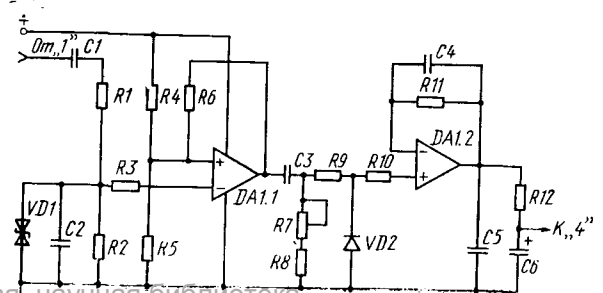 От„1” C1
C4
R1 R4 R6
R11
DA1.2
R3
C3 R9 R10
DA1.1
VD1
C2 R2 R5
R7 VD2
R8
R12
К„4”
C5 C6